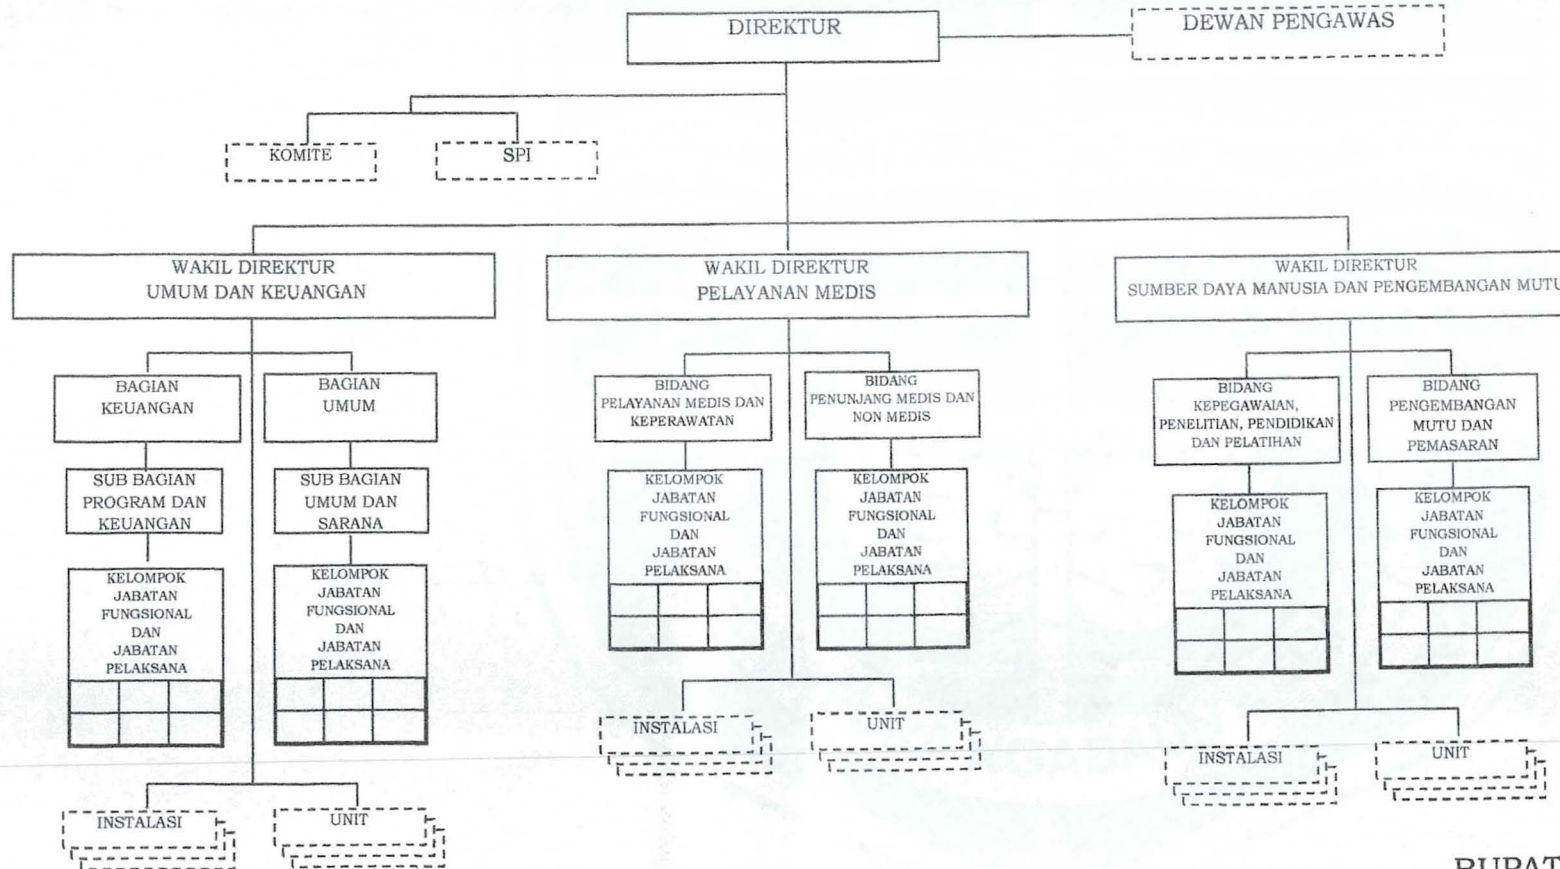 DIREKTUR
DEWAN PENGAWAS
KOMITE
SPI
WAKIL DIREKTUR
UMUM DAN KEUANGAN
WAKIL DIREKTUR
PELAYANAN MEDIS
WAKIL DIREKTUR
SUMBER DAYA MANUSIA DAN PENGEMBANGAN MUTU
BAGIAN
KEUANGAN
BAGIAN
UMUM
BIDANG
PELAYANAN MEDIS DAN
KEPERAWATAN
BIDANG
PENUNJANG MEDIS DAN
NON MEDIS
BIDANG
KEPEGAWAIAN,
PENELITIAN, PENDIDIKAN
DAN PELATIHAN
BIDANG
PENGEMBANGAN
MUTU DAN
PEMASARAN
SUB BAGIAN
PROGRAM DAN
KEUANGAN
SUB BAGIAN
UMUM DAN
SARANA
KELOMPOK
JABATAN
FUNGSIONAL
DAN
JABATAN
PELAKSANA
KELOMPOK
JABATAN
FUNGSIONAL
DAN
JABATAN
PELAKSANA
KELOMPOK
JABATAN
FUNGSIONAL
DAN
JABATAN
PELAKSANA
KELOMPOK
JABATAN
FUNGSIONAL
DAN
JABATAN
PELAKSANA
KELOMPOK
JABATAN
FUNGSIONAL
DAN
JABATAN
PELAKSANA
KELOMPOK
JABATAN
FUNGSIONAL
DAN
JABATAN
PELAKSANA
INSTALASI
UNIT
INSTALASI
UNIT
INSTALASI
UNIT